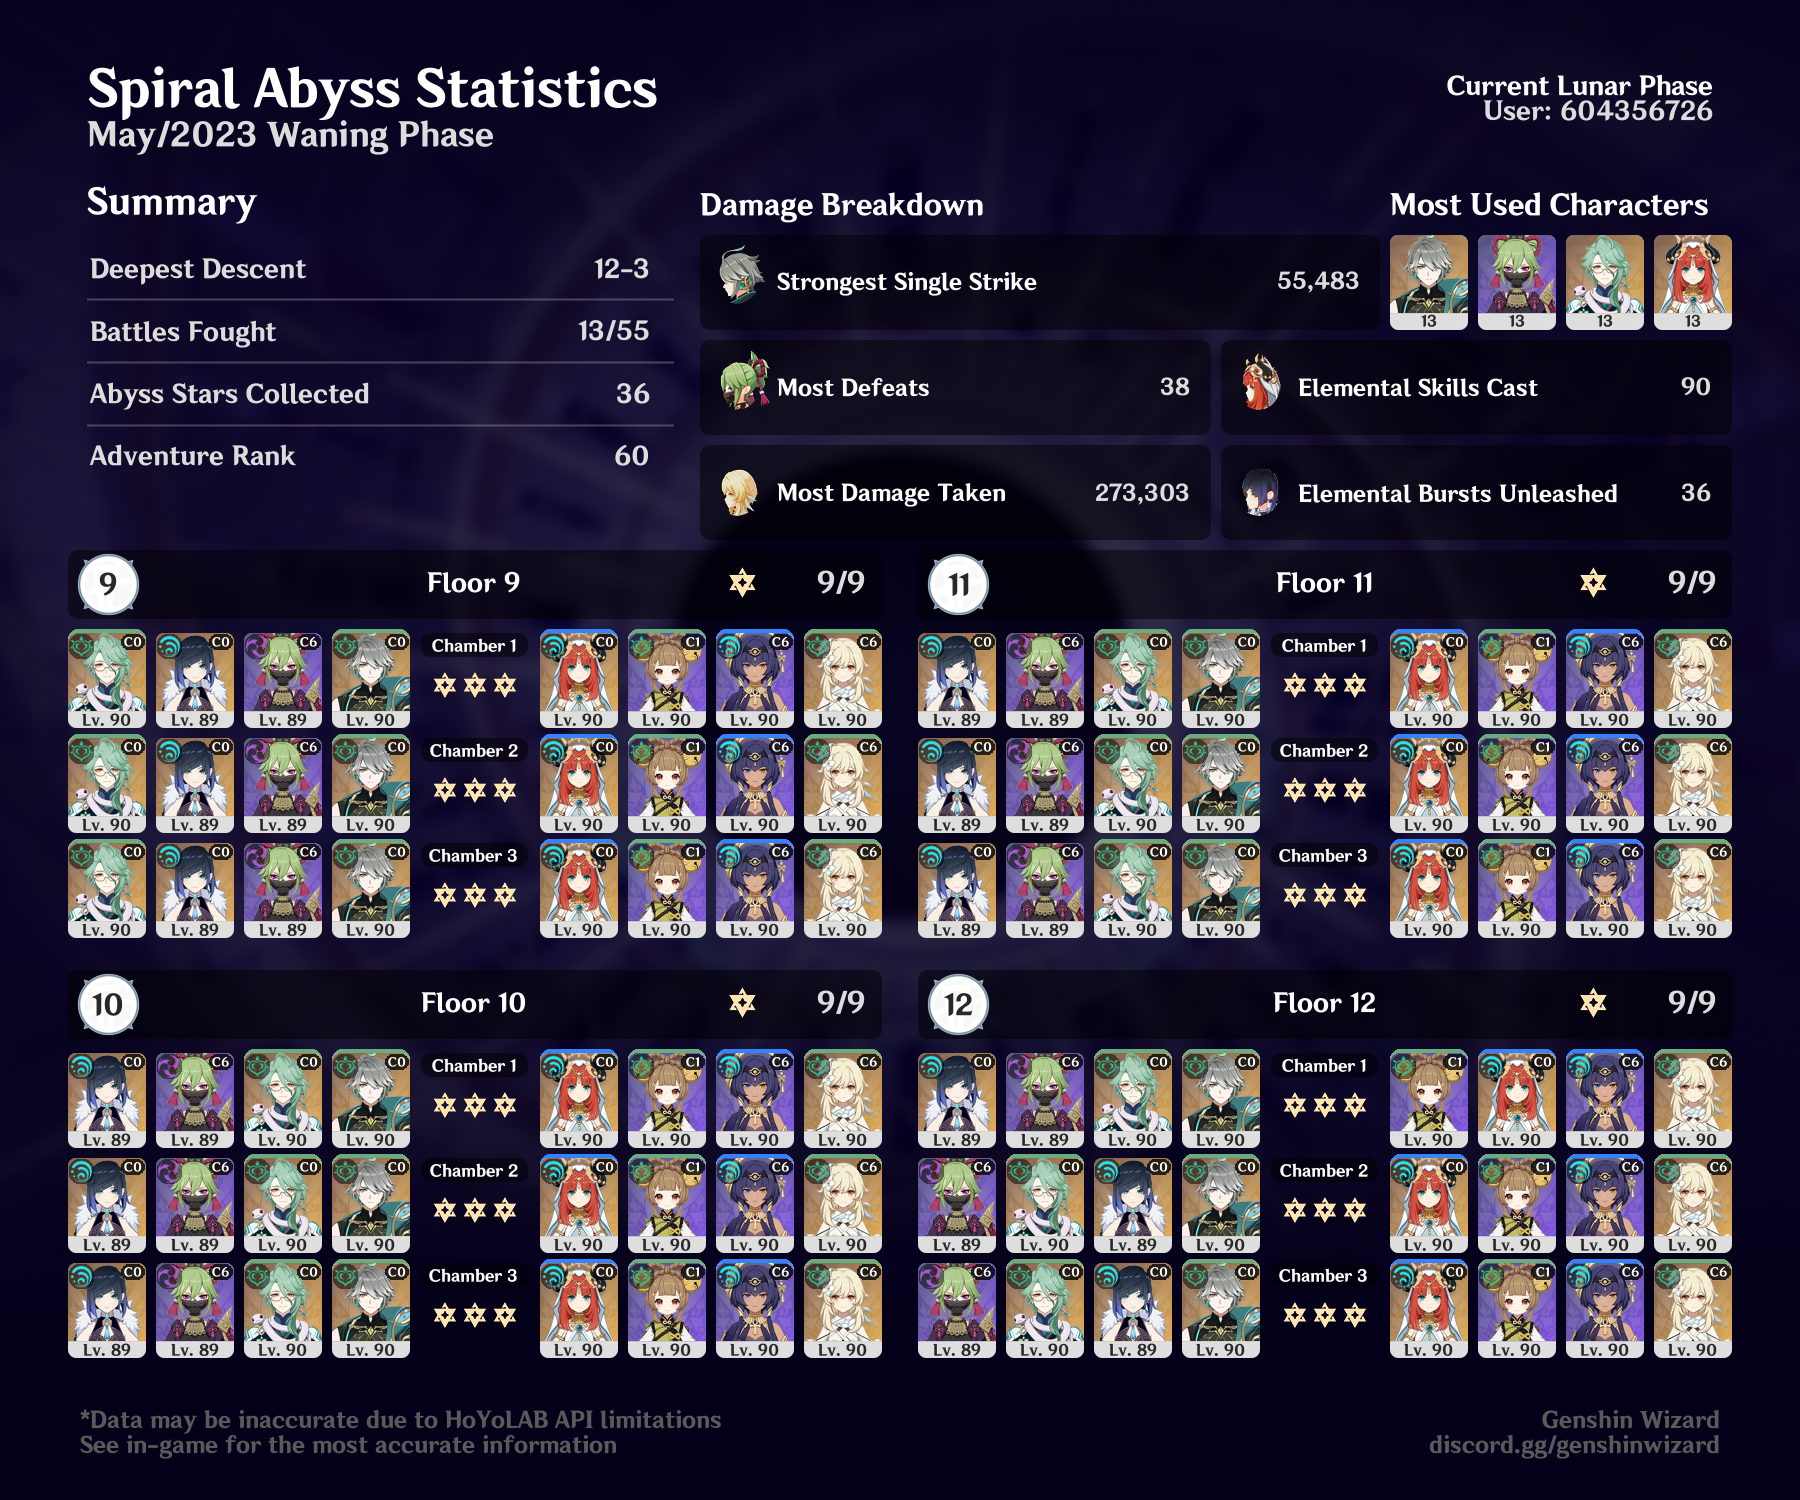 Spiral Abyss Statistics
May/2023 Waning Phase
Current Lunar Phase
User: 604356726
Summary
Deepest Descent 12-3
Battles Fought 13/55
Abyss Stars Collected 36
Adventure Rank 60
Damage Breakdown
Strongest Single Strike 55,483
Most Defeats 38
Elemental Skills Cast 90
Most Damage Taken 273,303
Elemental Bursts Unleashed 36
Most Used Characters
13 13 13 13
9 Floor 9 9/9
C0 C0 C6 C0 Chamber 1 C0 C1 C6 C6
Lv. 90 Lv. 89 Lv. 89 Lv. 90 Lv. 90 Lv. 90 Lv. 90 Lv. 90
C0 C0 C6 C0 Chamber 2 C0 C1 C6 C6
Lv. 90 Lv. 89 Lv. 89 Lv. 90 Lv. 90 Lv. 90 Lv. 90 Lv. 90
C0 C0 C6 C0 Chamber 3 C0 C1 C6 C6
Lv. 90 Lv. 89 Lv. 89 Lv. 90 Lv. 90 Lv. 90 Lv. 90 Lv. 90
11 Floor 11 9/9
C0 C6 C0 C0 Chamber 1 C0 C1 C6 C6
Lv. 89 Lv. 89 Lv. 90 Lv. 90 Lv. 90 Lv. 90 Lv. 90 Lv. 90
C0 C6 C0 C0 Chamber 2 C0 C1 C6 C6
Lv. 89 Lv. 89 Lv. 90 Lv. 90 Lv. 90 Lv. 90 Lv. 90 Lv. 90
C0 C6 C0 C0 Chamber 3 C0 C1 C6 C6
Lv. 89 Lv. 89 Lv. 90 Lv. 90 Lv. 90 Lv. 90 Lv. 90 Lv. 90
10 Floor 10 9/9
C0 C6 C0 C0 Chamber 1 C0 C1 C6 C6
Lv. 89 Lv. 89 Lv. 90 Lv. 90 Lv. 90 Lv. 90 Lv. 90 Lv. 90
C0 C6 C0 C0 Chamber 2 C0 C1 C6 C6
Lv. 89 Lv. 89 Lv. 90 Lv. 90 Lv. 90 Lv. 90 Lv. 90 Lv. 90
C0 C6 C0 C0 Chamber 3 C0 C1 C6 C6
Lv. 89 Lv. 89 Lv. 90 Lv. 90 Lv. 90 Lv. 90 Lv. 90 Lv. 90
12 Floor 12 9/9
C0 C6 C0 C0 Chamber 1 C1 C0 C6 C6
Lv. 89 Lv. 89 Lv. 90 Lv. 90 Lv. 90 Lv. 90 Lv. 90 Lv. 90
C6 C0 C0 C0 Chamber 2 C0 C1 C6 C6
Lv. 89 Lv. 90 Lv. 89 Lv. 90 Lv. 90 Lv. 90 Lv. 90 Lv. 90
C6 C0 C0 C0 Chamber 3 C0 C1 C6 C6
Lv. 89 Lv. 90 Lv. 89 Lv. 90 Lv. 90 Lv. 90 Lv. 90 Lv. 90
*Data may be inaccurate due to HoYoLAB API limitations
See in-game for the most accurate information
Genshin Wizard
discord.gg/genshinwizard